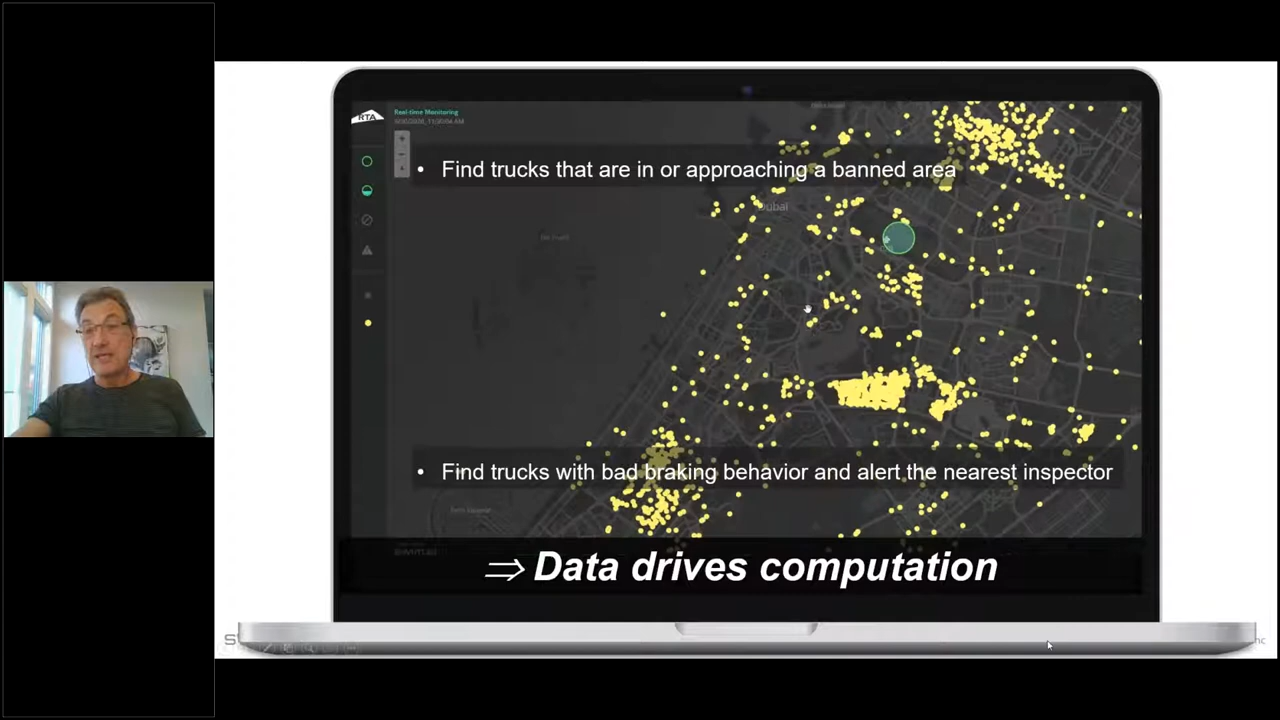 RTA
Real-time Monitoring
• Find trucks that are in or approaching a banned area
Dubai
• Find trucks with bad braking behavior and alert the nearest inspector
⇒ Data drives computation